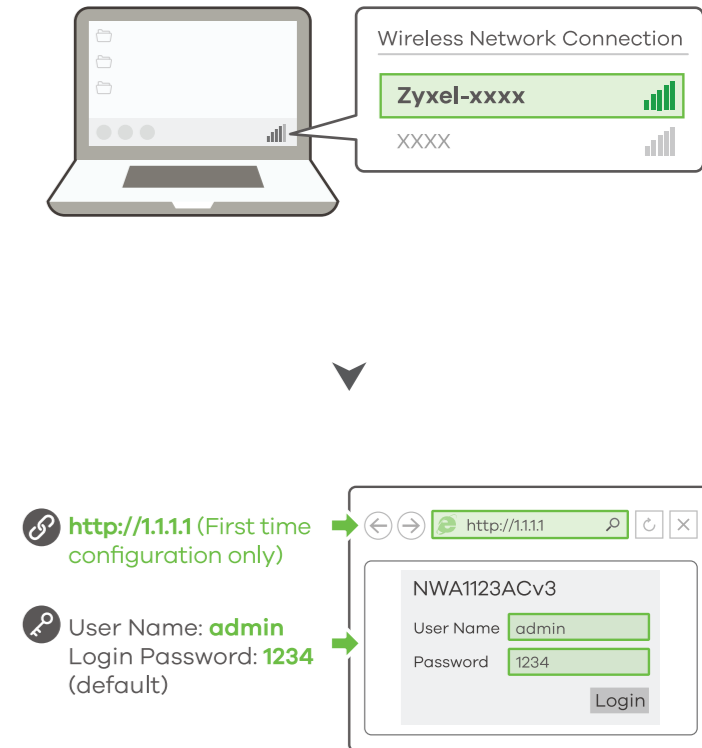 Wireless Network Connection
Zyxel-xxxx
XXXX
http://1.1.1.1 (First time
configuration only)
http://1.1.1.1
User Name: admin
Login Password: 1234
(default)
NWA1123ACv3
User Name admin
Password 1234
Login